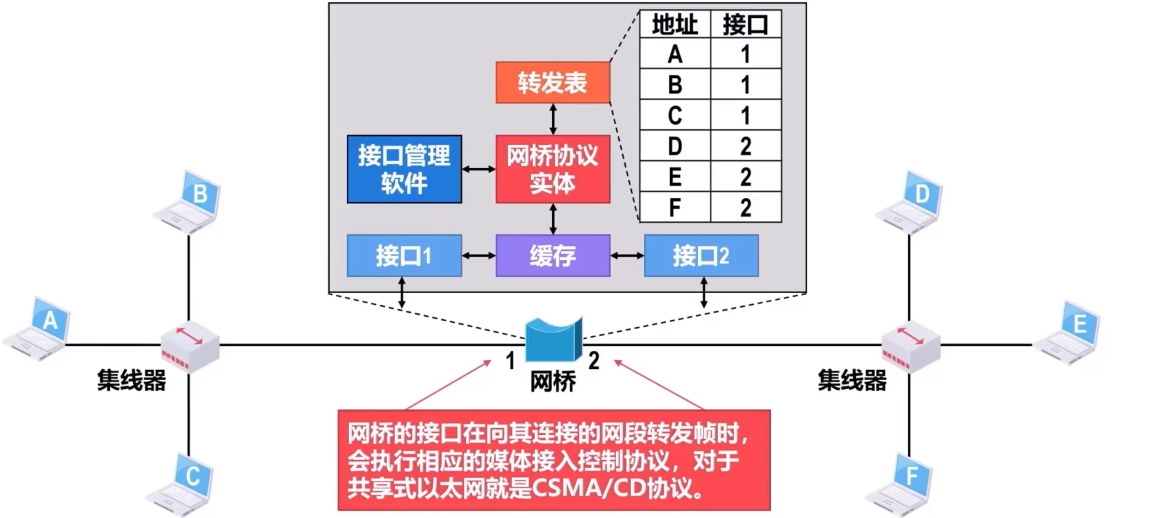 地址 接口
A 1
B 1
C 1
D 2
E 2
F 2
转发表
接口管理
软件
网桥协议
实体
接口1
缓存
接口2
B
D
A
E
集线器
1
2
网桥
集线器
C
F
网桥的接口在向其连接的网段转发帧时，
会执行相应的媒体接入控制协议，对于
共享式以太网就是CSMA/CD协议。